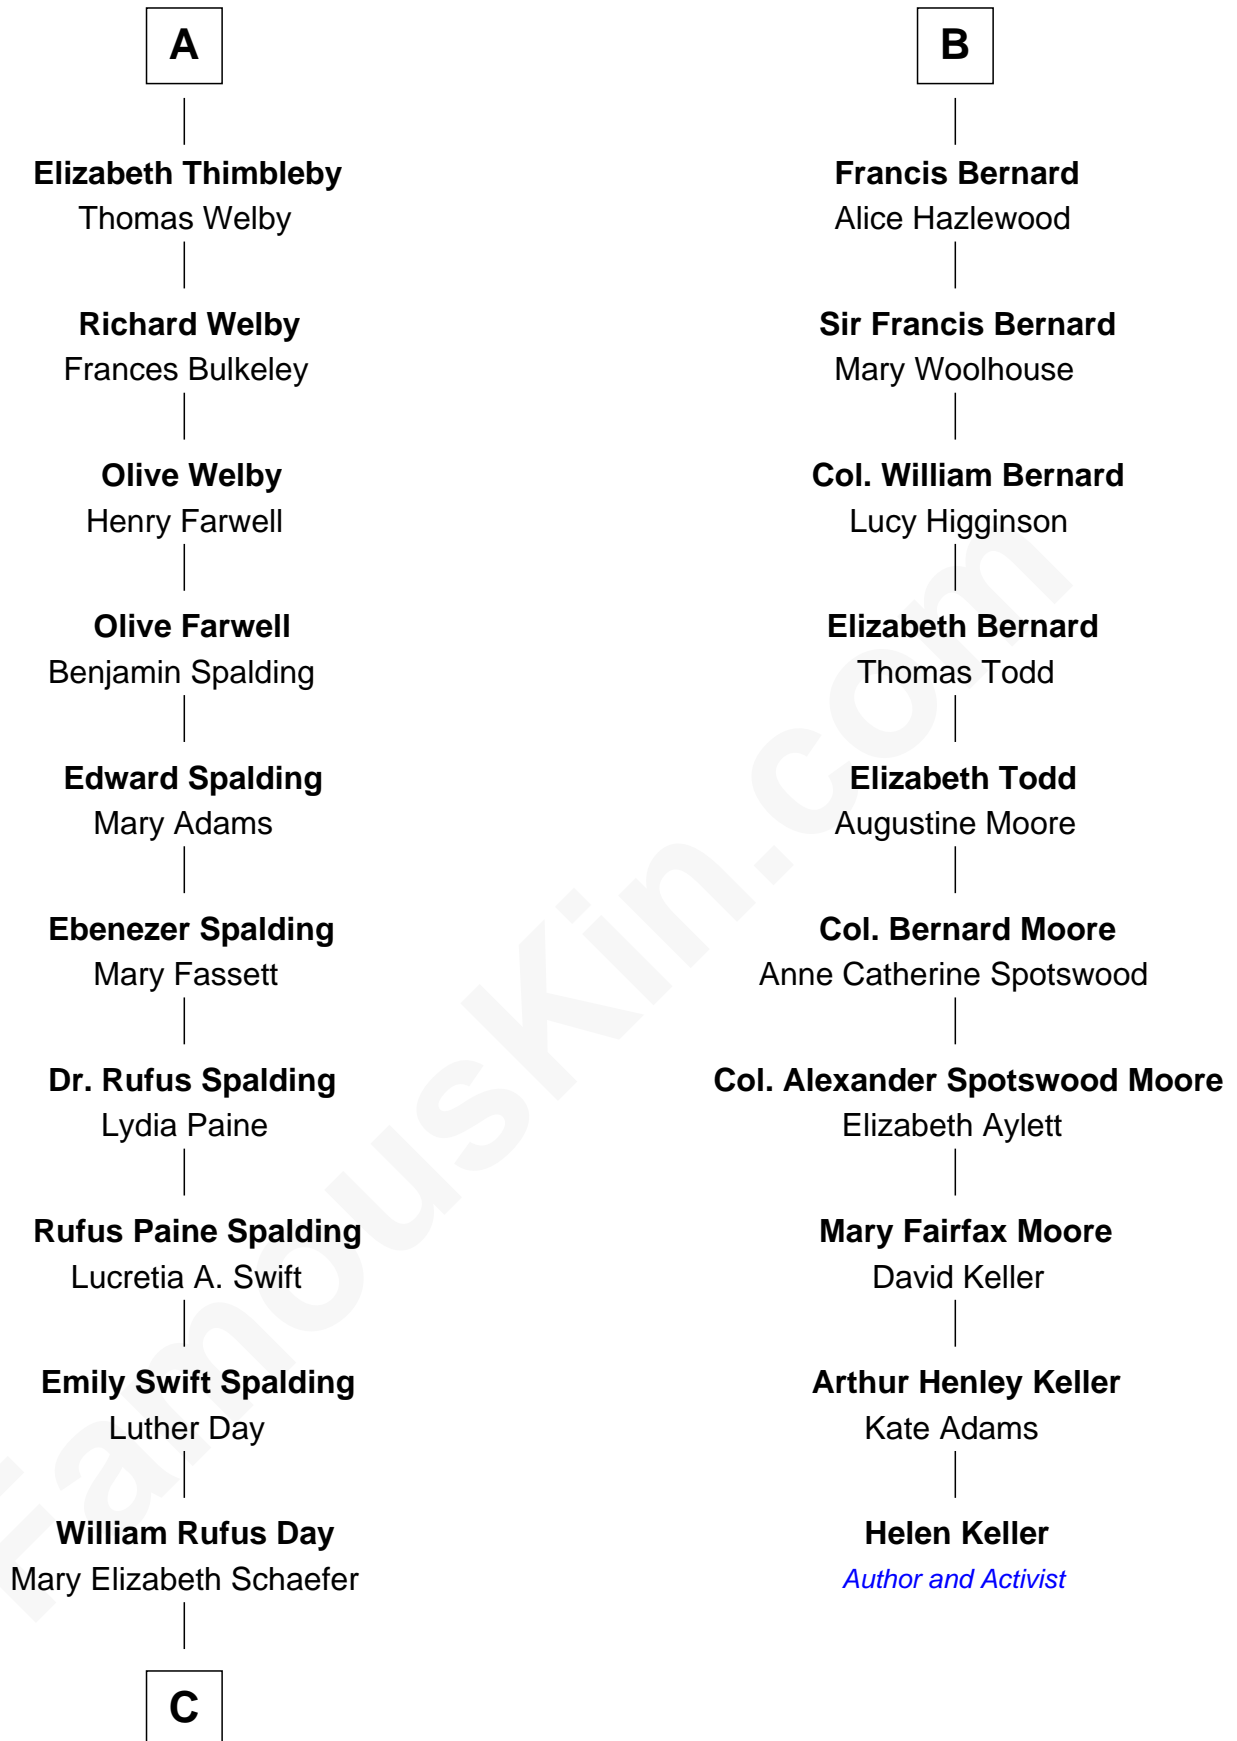 A
Elizabeth Thimbleby
Thomas Welby
Richard Welby
Frances Bulkeley
Olive Welby
Henry Farwell
Olive Farwell
Benjamin Spalding
Edward Spalding
Mary Adams
Ebenezer Spalding
Mary Fassett
Dr. Rufus Spalding
Lydia Paine
Rufus Paine Spalding
Lucretia A. Swift
Emily Swift Spalding
Luther Day
William Rufus Day
Mary Elizabeth Schaefer
C
B
Francis Bernard
Alice Hazlewood
Sir Francis Bernard
Mary Woolhouse
Col. William Bernard
Lucy Higginson
Elizabeth Bernard
Thomas Todd
Elizabeth Todd
Augustine Moore
Col. Bernard Moore
Anne Catherine Spotswood
Col. Alexander Spotswood Moore
Elizabeth Aylett
Mary Fairfax Moore
David Keller
Arthur Henley Keller
Kate Adams
Helen Keller
Author and Activist
FamousKin.com